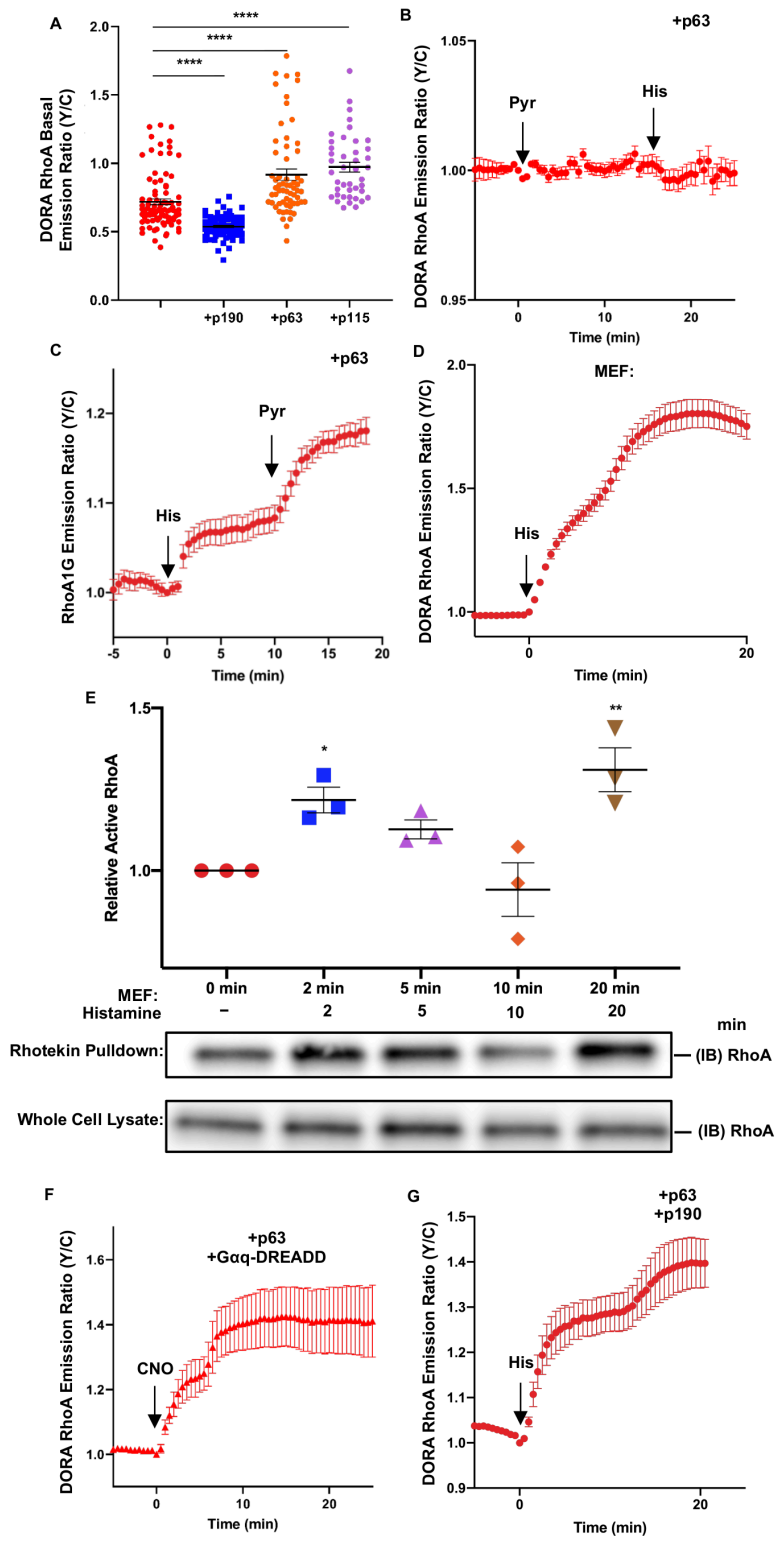 A
DORA RhoA Basal
Emission Ratio (Y/C)
2.0
1.5
1.0
0.5
0.0
****
****
****
+p190
+p63
+p115
B
+p63
DORA RhoA Emission Ratio (Y/C)
1.05
1.00
0.95
Pyr
His
0
10
20
Time (min)
C
+p63
RhoA1G Emission Ratio (Y/C)
1.2
1.1
1.0
His
Pyr
-5
0
5
10
15
20
Time (min)
D
MEF:
DORA RhoA Emission Ratio (Y/C)
2.0
1.5
1.0
His
0
20
Time (min)
E
Relative Active RhoA
1.5
1.0
*
**
0 min
2 min
5 min
10 min
20 min
MEF:
Histamine
–
2
5
10
20
min
Rhotekin Pulldown:
(IB) RhoA
Whole Cell Lysate:
(IB) RhoA
F
+p63
+Gαq-DREADD
DORA RhoA Emission Ratio (Y/C)
1.6
1.4
1.2
1.0
CNO
0
10
20
Time (min)
G
+p63
+p190
DORA RhoA Emission Ratio (Y/C)
1.5
1.4
1.3
1.2
1.0
1.0
0.9
His
0
20
Time (min)